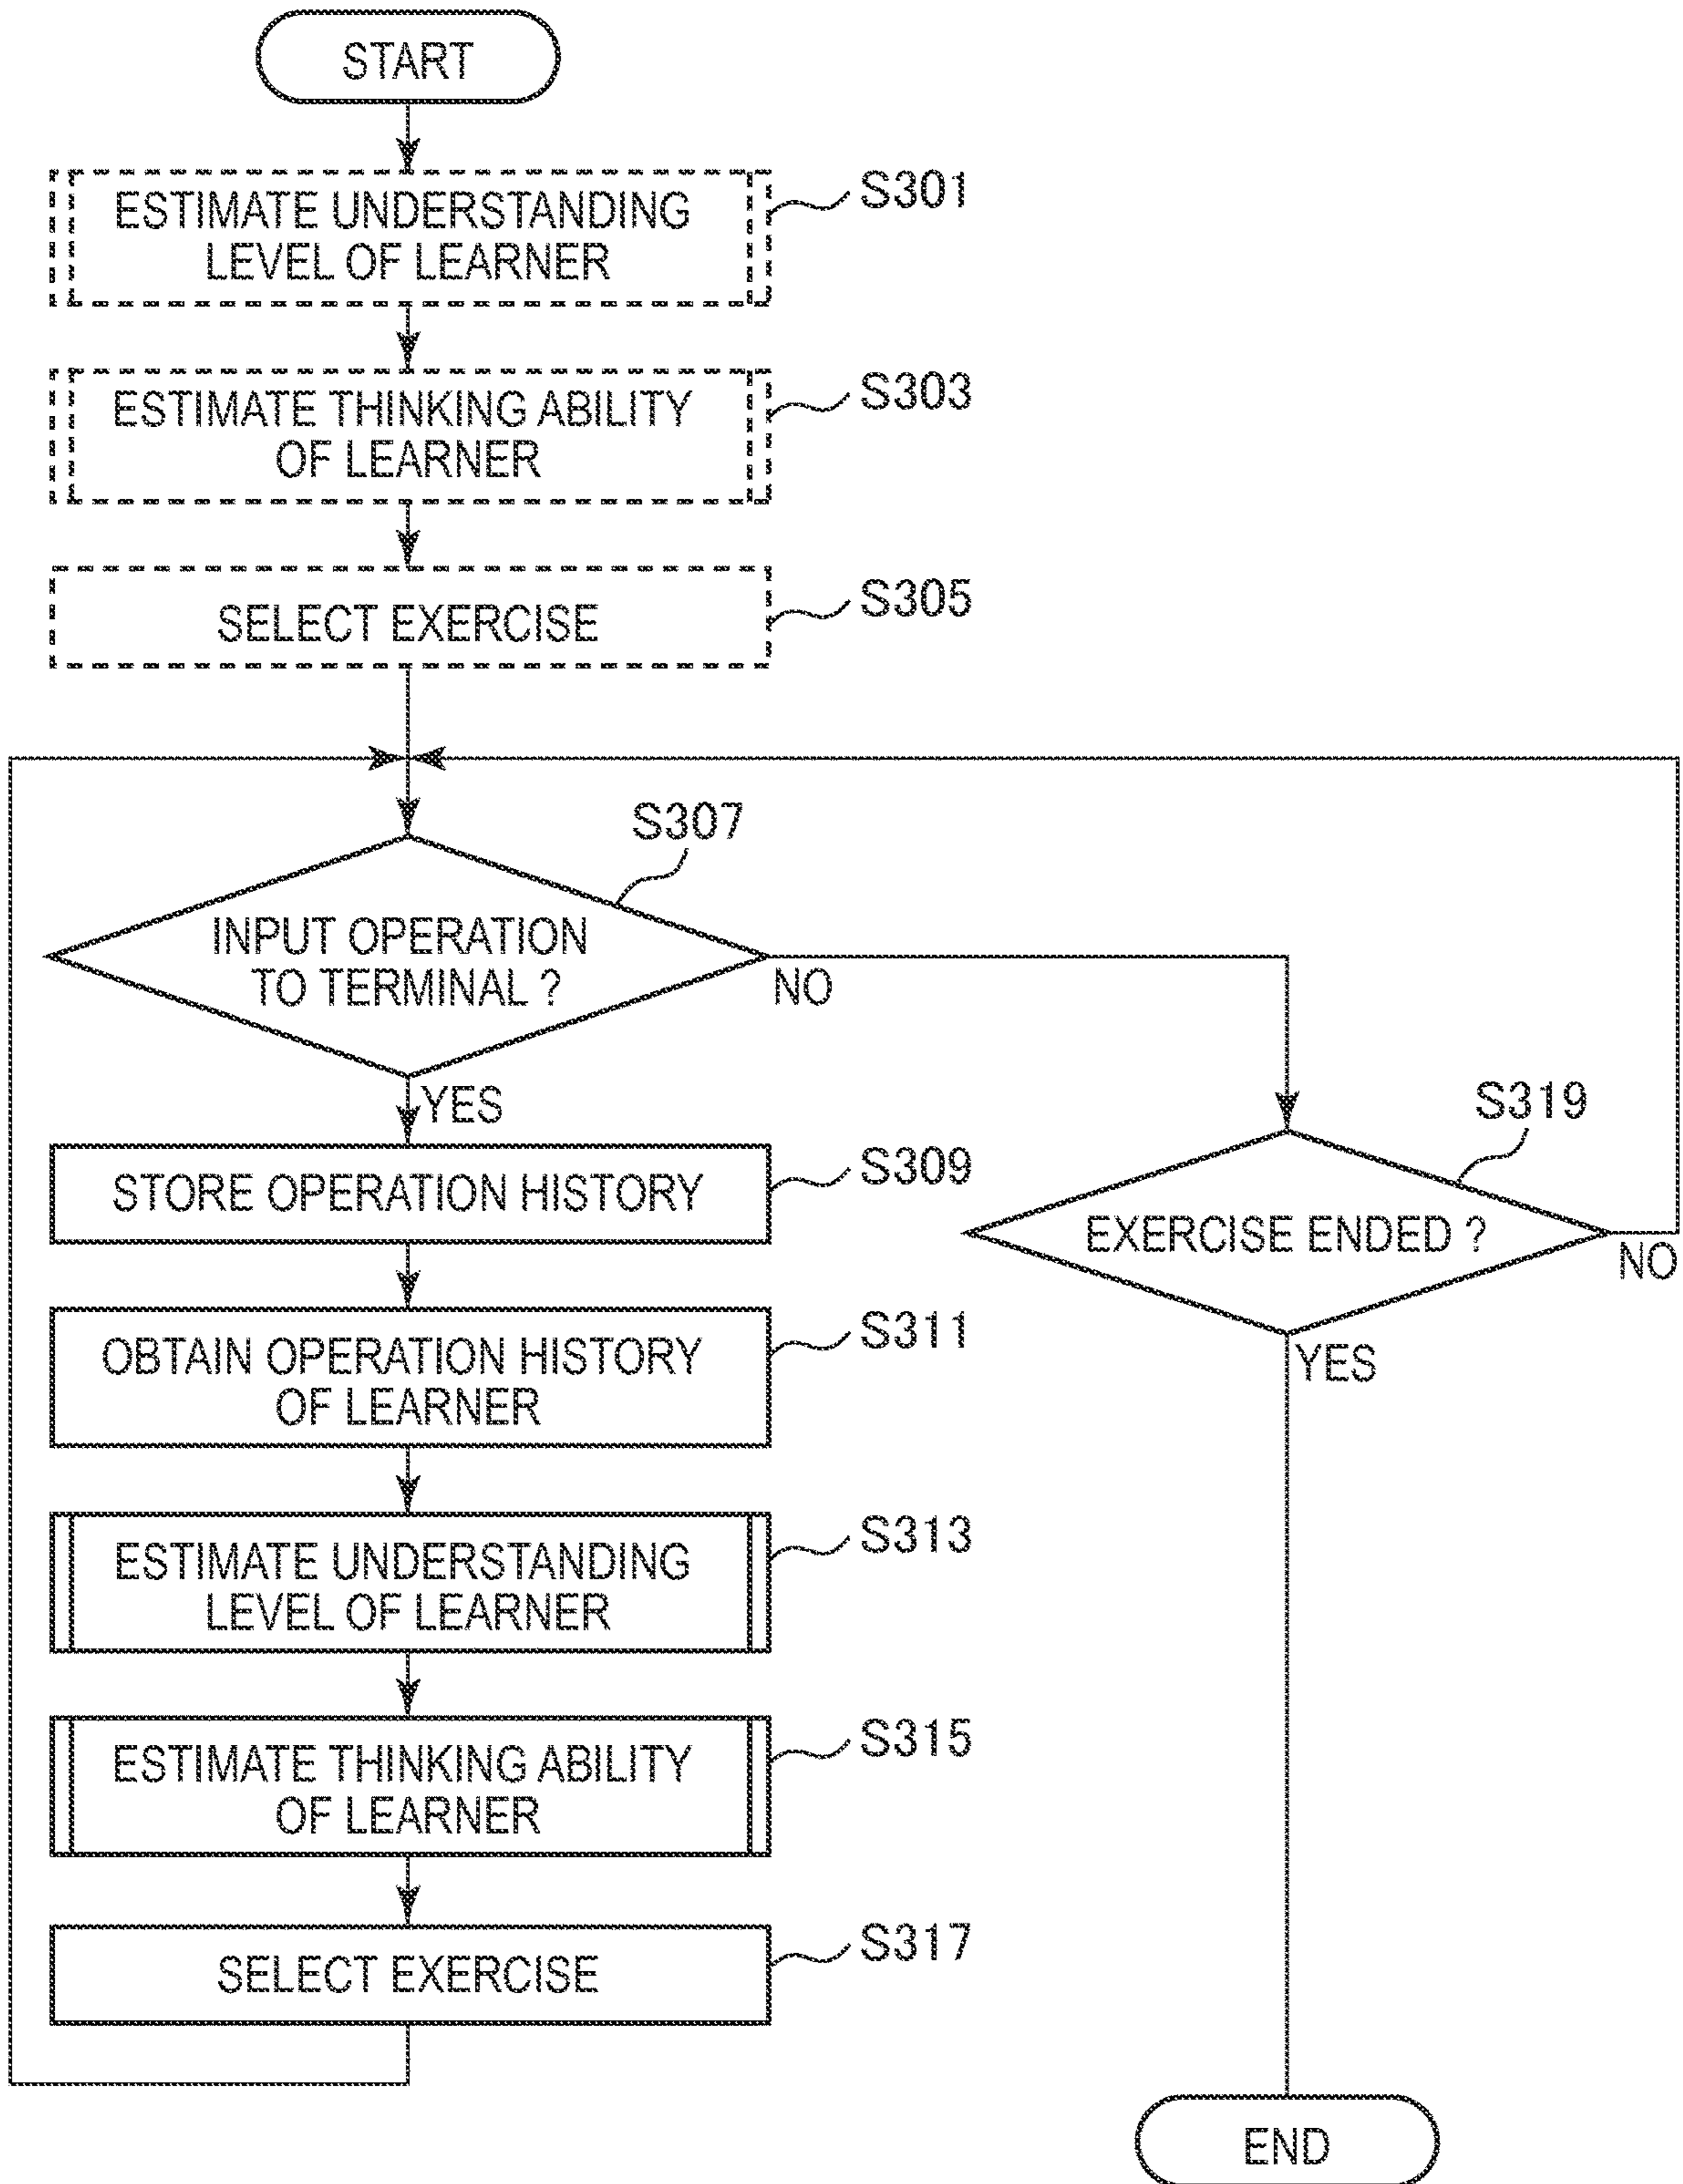 START
ESTIMATE UNDERSTANDING
LEVEL OF LEARNER
S301
ESTIMATE THINKING ABILITY
OF LEARNER
S303
SELECT EXERCISE
S305
S307
INPUT OPERATION
TO TERMINAL ?
NO
YES
STORE OPERATION HISTORY
S309
S319
EXERCISE ENDED ?
NO
YES
OBTAIN OPERATION HISTORY
OF LEARNER
S311
ESTIMATE UNDERSTANDING
LEVEL OF LEARNER
S313
ESTIMATE THINKING ABILITY
OF LEARNER
S315
SELECT EXERCISE
S317
END